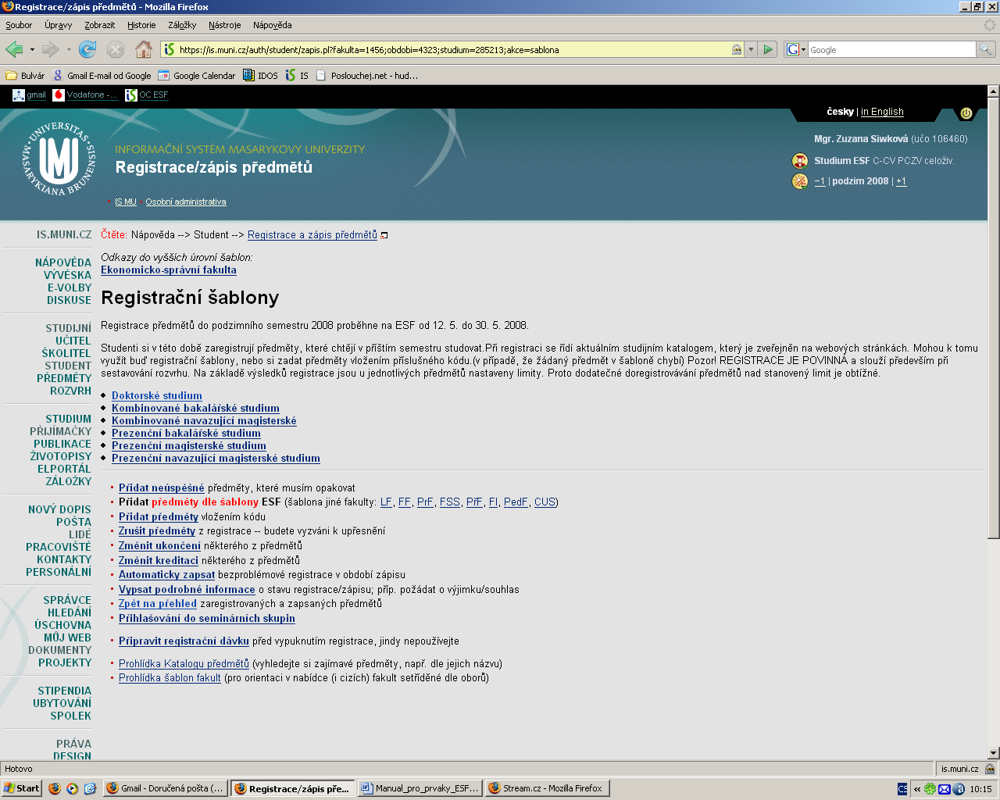 Registrace/zápis předmětů - Mozilla Firefox
Soubor Úpravy Zobrazit Historie Záložky Nástroje Nápověda
https://is.muni.cz/auth/student/zapis.pl?fakulta=1456;obdobi=4323;studium=285213;akce=sablona
Google
Bulvár Gmail E-mail od Google Google Calendar IDOS IS Poslouchej.net - hud...
gmail Vodafone -... OC ESF
česky | in English
UNIVERSITAS MASARYKIANA BRUNENSIS
INFORMAČNÍ SYSTÉM MASARYKOVY UNIVERZITY
Registrace/zápis předmětů
IS MU Osobní administrativa
Mgr. Zuzana Siwková (učo 106460)
Studium ESF C-CV PCZV celoživ.
−1 | podzim 2008 | +1
IS.MUNI.CZ
NÁPOVĚDA
VÝVĚSKA
E-VOLBY
DISKUSE
STUDIJNÍ
UČITEL
ŠKOLITEL
STUDENT
PŘEDMĚTY
ROZVRH
STUDIUM
PŘIJÍMAČKY
PUBLIKACE
ŽIVOTOPISY
ELPORTÁL
ZÁLOŽKY
NOVÝ DOPIS
POŠTA
LIDÉ
PRACOVIŠTĚ
KONTAKTY
PERSONÁLNÍ
SPRÁVCE
HLEDÁNÍ
ÚSCHOVNA
MŮJ WEB
DOKUMENTY
PROJEKTY
STIPENDIA
UBYTOVÁNÍ
SPOLEK
PRÁVA
DESIGN
Čtěte: Nápověda --> Student --> Registrace a zápis předmětů
Odkazy do vyšších úrovní šablon:
Ekonomicko-správní fakulta
Registrační šablony
Registrace předmětů do podzimního semestru 2008 proběhne na ESF od 12. 5. do 30. 5. 2008.
Studenti si v této době zaregistrují předměty, které chtějí v příštím semestru studovat.Při registraci se řídí aktuálním studijním katalogem, který je zveřejněn na webových stránkách. Mohou k tomu
využít buď registrační šablony, nebo si zadat předměty vložením příslušného kódu.(v případě, že žádaný předmět v šabloně chybí) Pozor! REGISTRACE JE POVINNÁ a slouží především při
sestavování rozvrhu. Na základě výsledků registrace jsou u jednotlivých předmětů nastaveny limity. Proto dodatečné doregistrovávání předmětů nad stanovený limit je obtížné.
Doktorské studium
Kombinované bakalářské studium
Kombinované navazující magisterské
Prezenční bakalářské studium
Prezenční magisterské studium
Prezenční navazující magisterské studium
Přidat neúspěšné předměty, které musím opakovat
Přidat předměty dle šablony ESF (šablona jiné fakulty: LF, FF, PrF, FSS, PřF, FI, PedF, CUS)
Přidat předměty vložením kódu
Zrušit předměty z registrace -- budete vyzváni k upřesnění
Změnit ukončení některého z předmětů
Změnit kreditaci některého z předmětů
Automaticky zapsat bezproblémové registrace v období zápisu
Vypsat podrobné informace o stavu registrace/zápisu; příp. požádat o výjimku/souhlas
Zpět na přehled zaregistrovaných a zapsaných předmětů
Přihlašování do seminárních skupin
Připravit registrační dávku před vypuknutím registrace, jindy nepoužívejte
Prohlídka Katalogu předmětů (vyhledejte si zajímavé předměty, např. dle jejich názvu)
Prohlídka šablon fakult (pro orientaci v nabídce (i cizích) fakult setříděné dle oborů)
Hotovo
is.muni.cz
Start Gmail - Doručená pošta (... Registrace/zápis pře... Manual_pro_prvaky_ESF... Stream.cz - Mozilla Firefox CS « 10:15